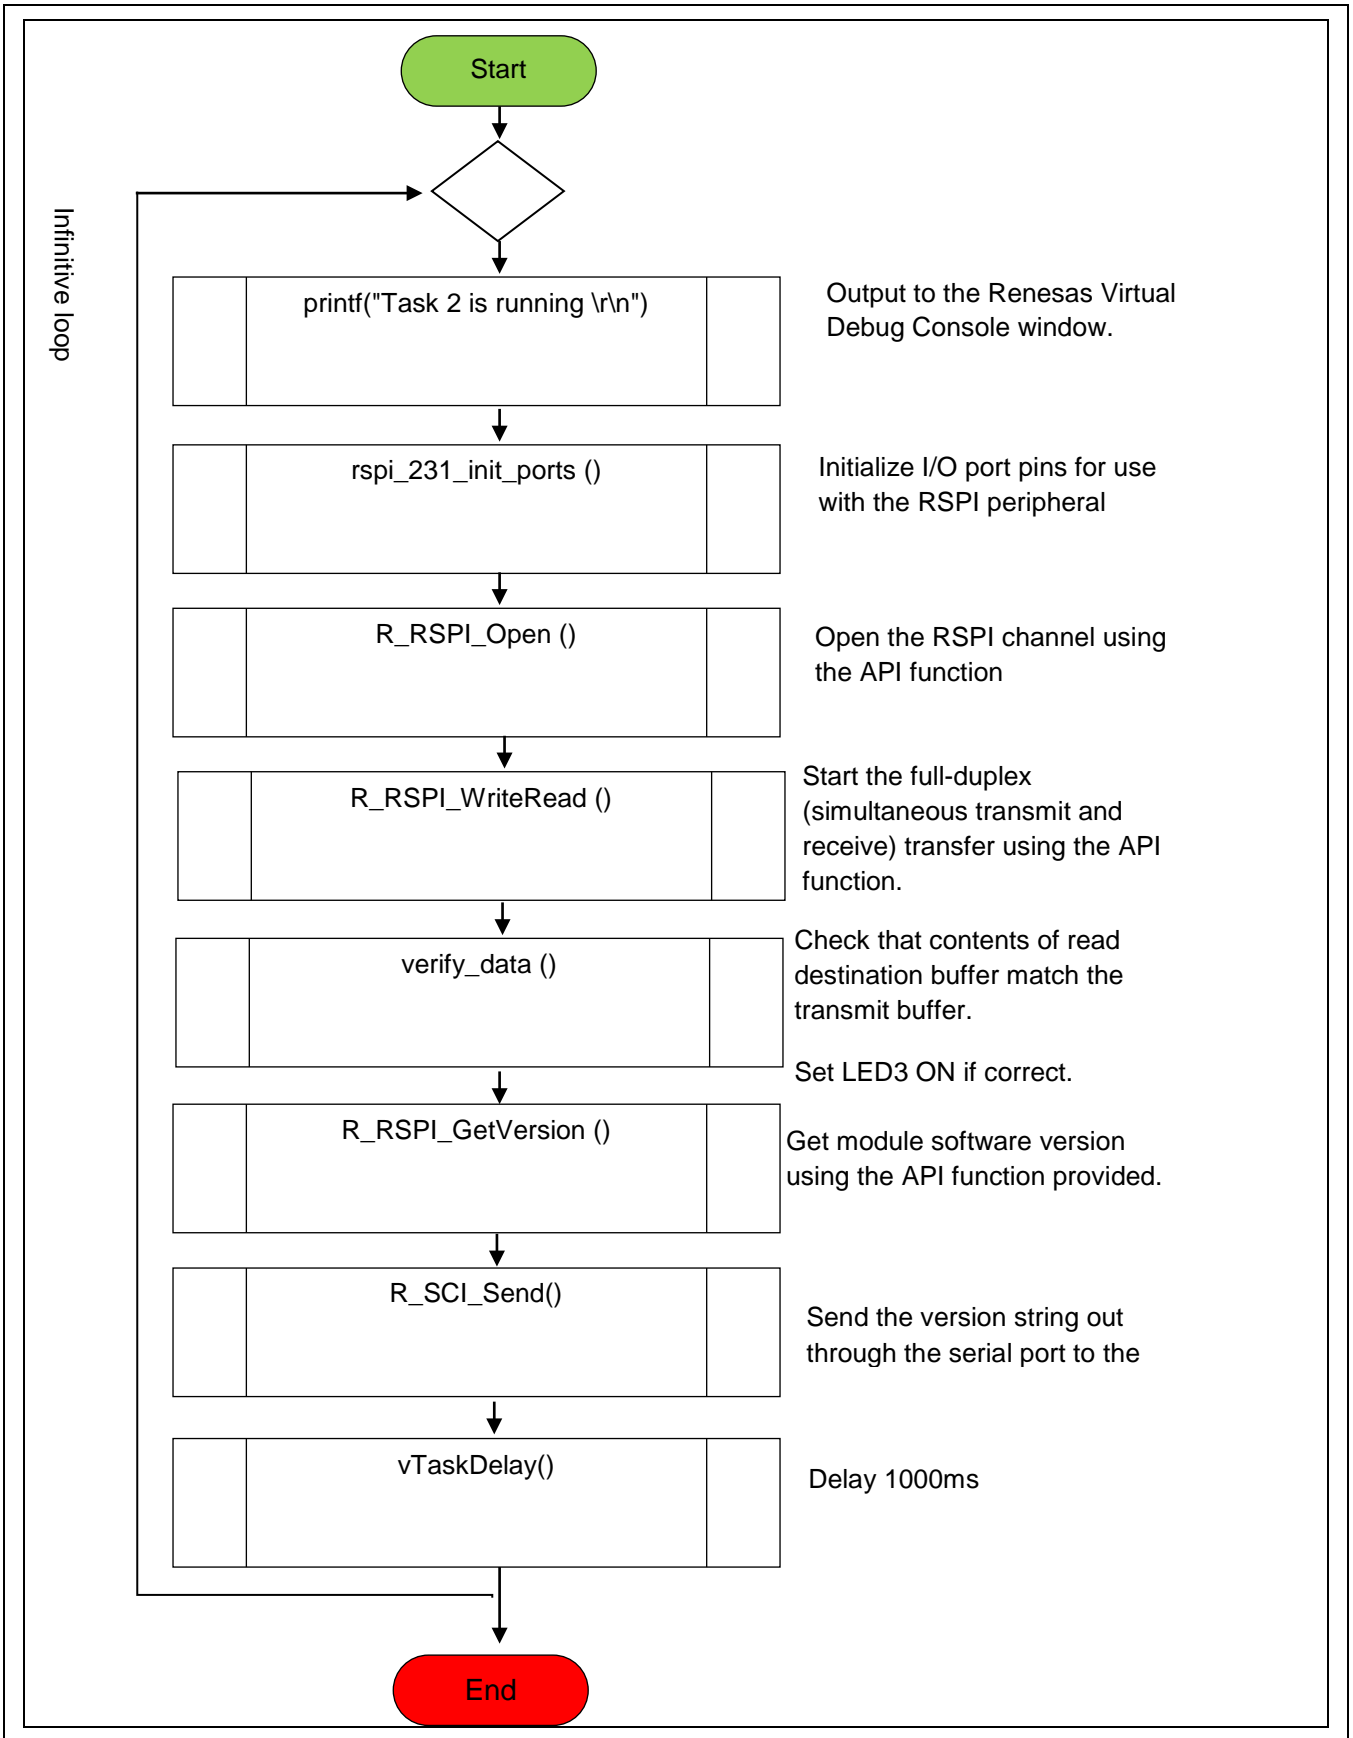 Start
Infinitive loop
printf("Task 2 is running \r\n")
Output to the Renesas Virtual
Debug Console window.
rspi_231_init_ports ()
Initialize I/O port pins for use
with the RSPI peripheral
R_RSPI_Open ()
Open the RSPI channel using
the API function
R_RSPI_WriteRead ()
Start the full-duplex
(simultaneous transmit and
receive) transfer using the API
function.
verify_data ()
Check that contents of read
destination buffer match the
transmit buffer.
Set LED3 ON if correct.
R_RSPI_GetVersion ()
Get module software version
using the API function provided.
R_SCI_Send()
Send the version string out
through the serial port to the
vTaskDelay()
Delay 1000ms
End